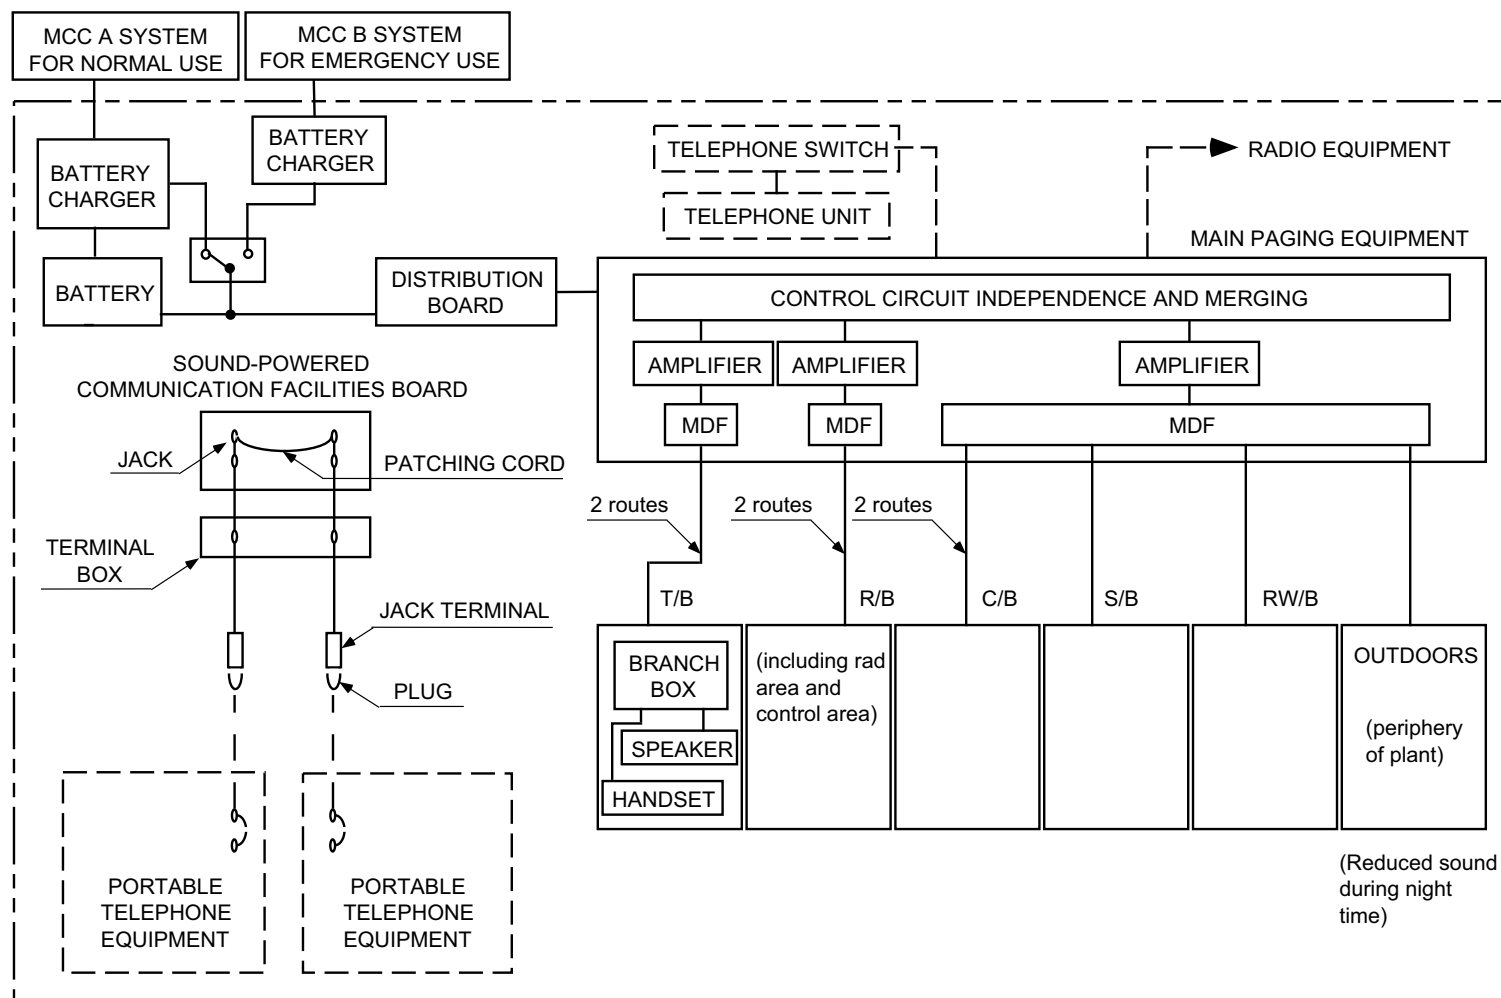 MCC A SYSTEM
FOR NORMAL USE
MCC B SYSTEM
FOR EMERGENCY USE
BATTERY
CHARGER
BATTERY
CHARGER
BATTERY
DISTRIBUTION
BOARD
TELEPHONE SWITCH
TELEPHONE UNIT
RADIO EQUIPMENT
MAIN PAGING EQUIPMENT
CONTROL CIRCUIT INDEPENDENCE AND MERGING
AMPLIFIER
AMPLIFIER
AMPLIFIER
MDF
MDF
MDF
SOUND-POWERED
COMMUNICATION FACILITIES BOARD
JACK
PATCHING CORD
TERMINAL
BOX
JACK TERMINAL
PLUG
PORTABLE
TELEPHONE
EQUIPMENT
PORTABLE
TELEPHONE
EQUIPMENT
2 routes
2 routes
2 routes
T/B
R/B
C/B
S/B
RW/B
BRANCH
BOX
SPEAKER
HANDSET
(including rad
area and
control area)
OUTDOORS
(periphery
of plant)
(Reduced sound
during night
time)